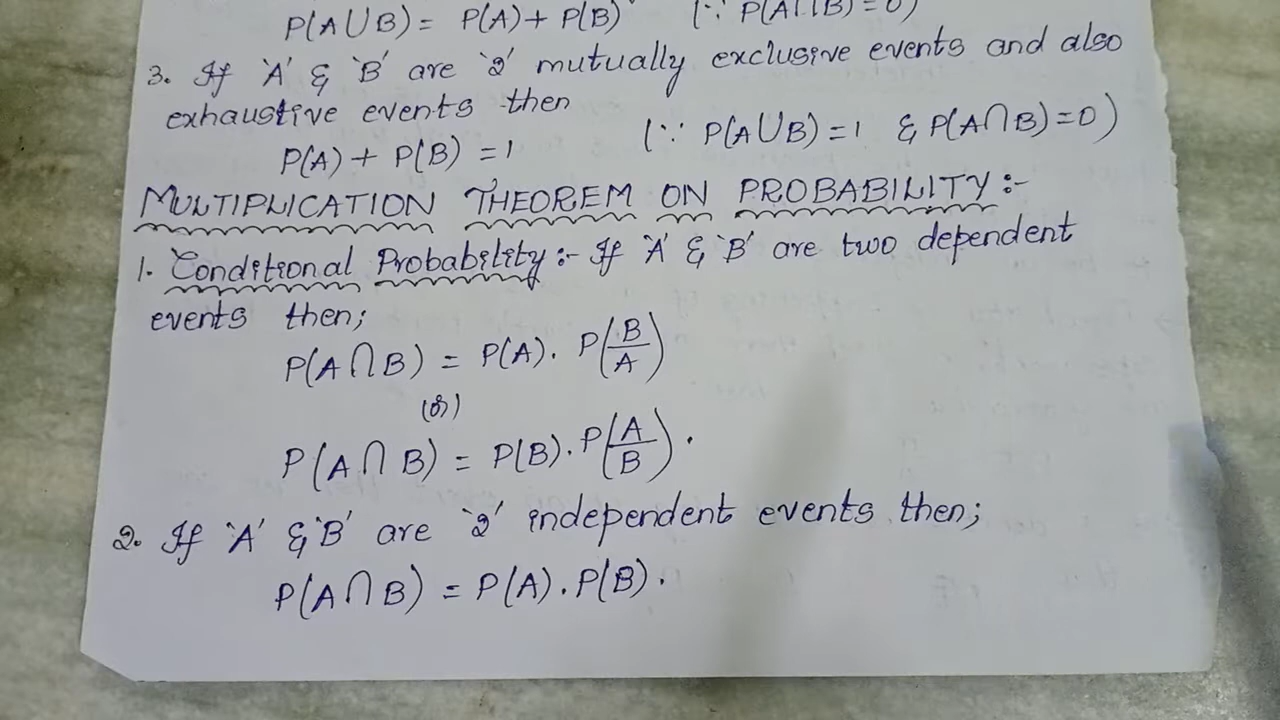 P(A∪B) = P(A) + P(B) (∵ P(A∩B) = 0)
3. If 'A' & 'B' are '2' mutually exclusive events and also
exhaustive events then
P(A) + P(B) = 1 (∵ P(A∪B) = 1 & P(A∩B) = 0)
MULTIPLICATION THEOREM ON PROBABILITY :-
1. Conditional Probability :- If 'A' & 'B' are two dependent
events then;
P(A∩B) = P(A). P(B/A)
(or)
P(A∩B) = P(B). P(A/B).
2. If 'A' & 'B' are '2' independent events then;
P(A∩B) = P(A). P(B).